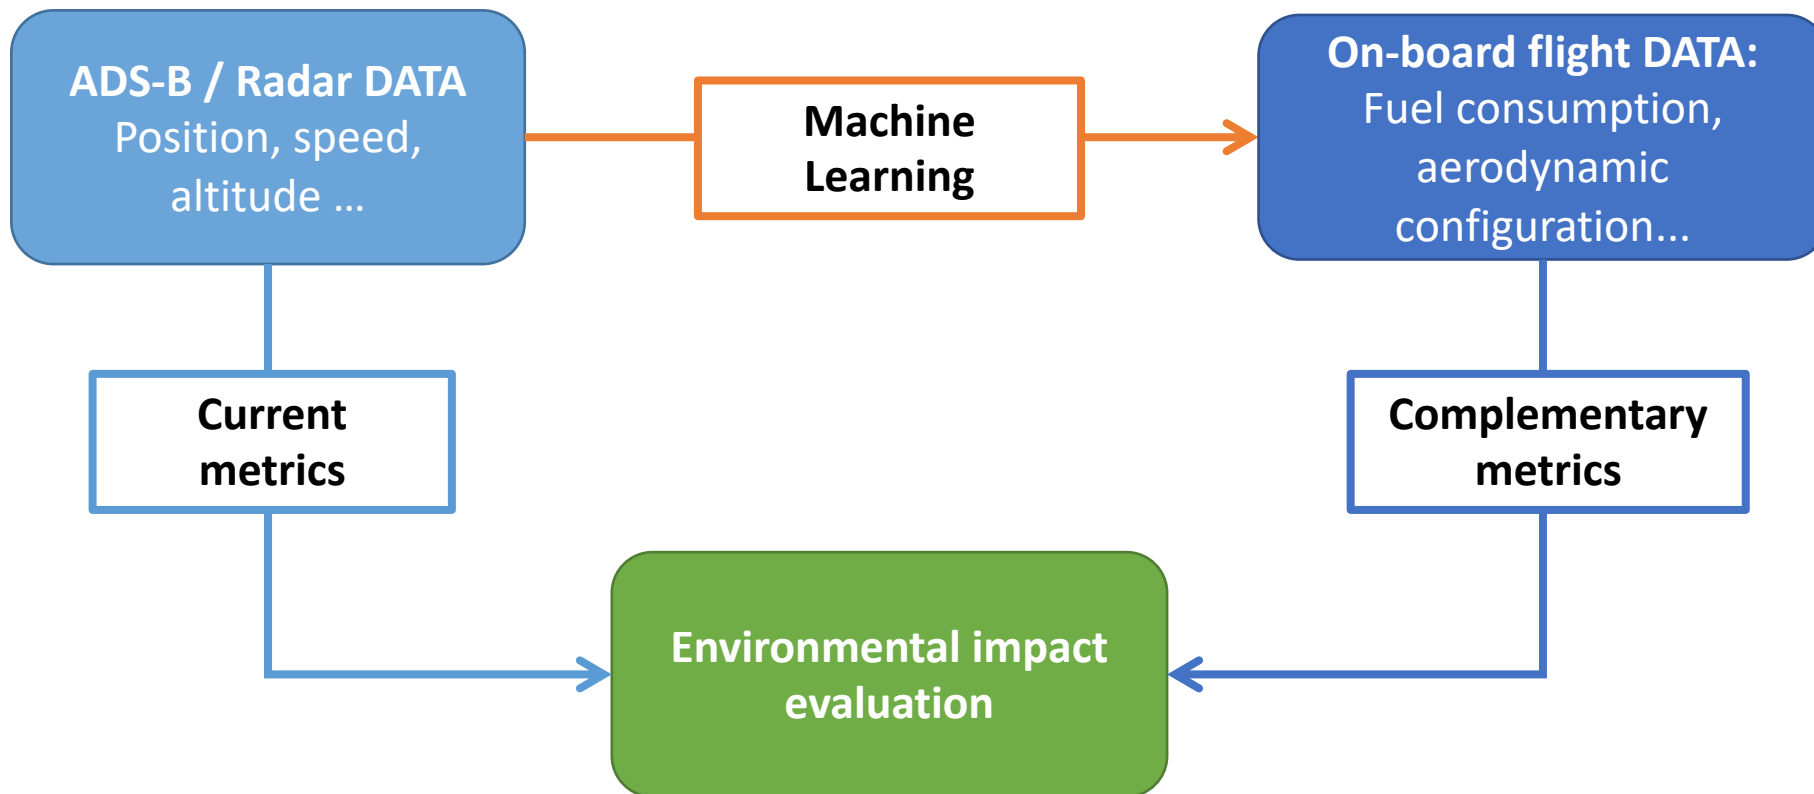 ADS-B / Radar DATA
Position, speed,
altitude ...
Machine
Learning
On-board flight DATA:
Fuel consumption,
aerodynamic
configuration...
Current
metrics
Complementary
metrics
Environmental impact
evaluation